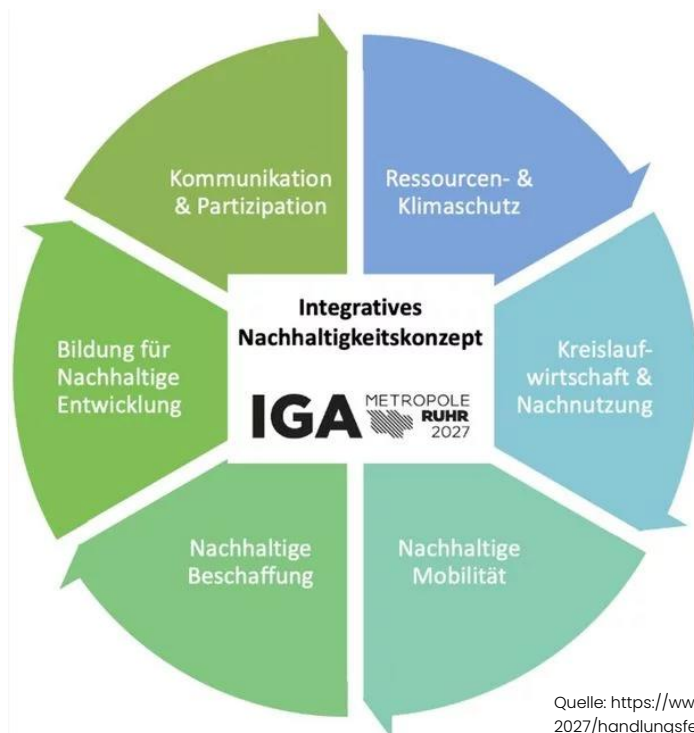 Kommunikation
& Partizipation
Ressourcen- &
Klimaschutz
Integratives
Nachhaltigkeitskonzept
IGA METROPOLE
RUHR
2027
Bildung für
Nachhaltige
Entwicklung
Kreislauf-
wirtschaft &
Nachnutzung
Nachhaltige
Beschaffung
Nachhaltige
Mobilität
Quelle: https://ww
2027/handlungsfe